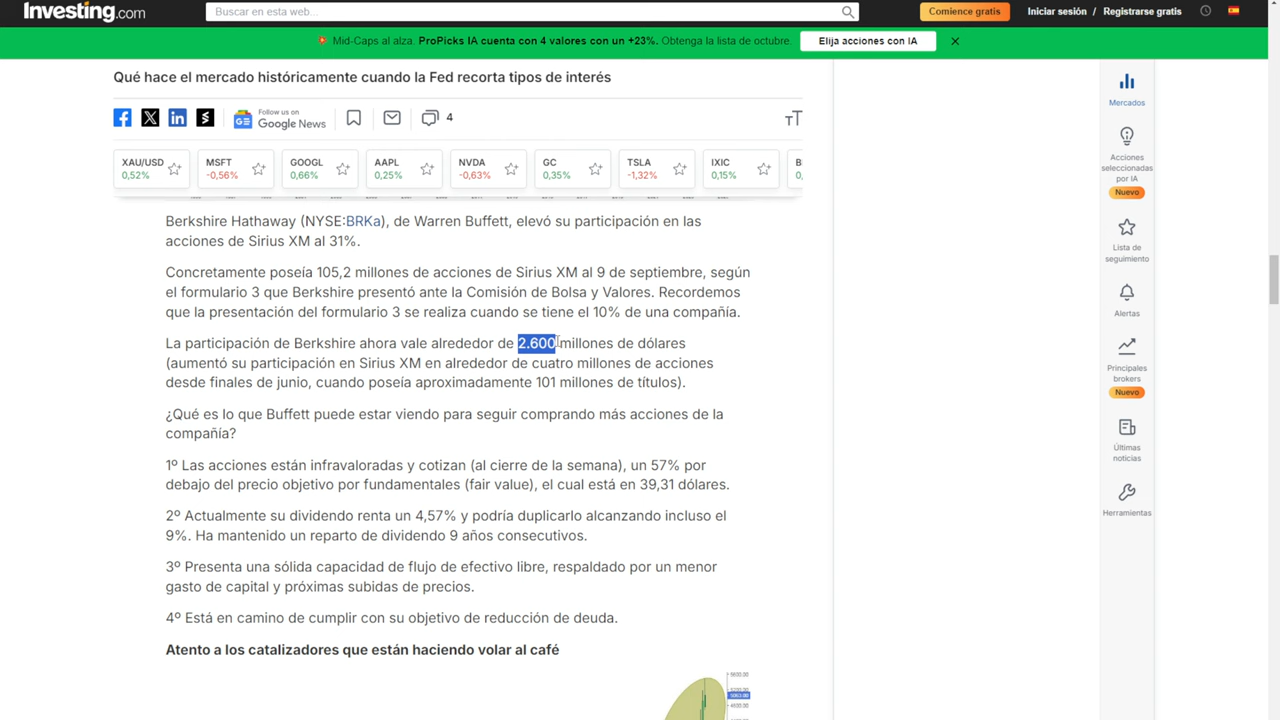 Investing.com
Buscar en esta web...
Comience gratis
Iniciar sesión / Registrarse gratis
Mid-Caps al alza. ProPicks IA cuenta con 4 valores con un +23%. Obtenga la lista de octubre.
Elija acciones con IA
Qué hace el mercado históricamente cuando la Fed recorta tipos de interés
Follow us on
Google News
4
TT
XAU/USD
0,52%
MSFT
-0,56%
GOOGL
0,66%
AAPL
0,25%
NVDA
-0,63%
GC
0,35%
TSLA
-1,32%
IXIC
0,15%
B
0,
Berkshire Hathaway (NYSE:BRKa), de Warren Buffett, elevó su participación en las
acciones de Sirius XM al 31%.
Concretamente poseía 105,2 millones de acciones de Sirius XM al 9 de septiembre, según
el formulario 3 que Berkshire presentó ante la Comisión de Bolsa y Valores. Recordemos
que la presentación del formulario 3 se realiza cuando se tiene el 10% de una compañía.
La participación de Berkshire ahora vale alrededor de 2.600 millones de dólares
(aumentó su participación en Sirius XM en alrededor de cuatro millones de acciones
desde finales de junio, cuando poseía aproximadamente 101 millones de títulos).
¿Qué es lo que Buffett puede estar viendo para seguir comprando más acciones de la
compañía?
1º Las acciones están infravaloradas y cotizan (al cierre de la semana), un 57% por
debajo del precio objetivo por fundamentales (fair value), el cual está en 39,31 dólares.
2º Actualmente su dividendo renta un 4,57% y podría duplicarlo alcanzando incluso el
9%. Ha mantenido un reparto de dividendo 9 años consecutivos.
3º Presenta una sólida capacidad de flujo de efectivo libre, respaldado por un menor
gasto de capital y próximas subidas de precios.
4º Está en camino de cumplir con su objetivo de reducción de deuda.
Atento a los catalizadores que están haciendo volar al café
Mercados
Acciones
seleccionadas
por IA
Nuevo
Lista de
seguimiento
Alertas
Principales
brokers
Nuevo
Últimas
noticias
Herramientas